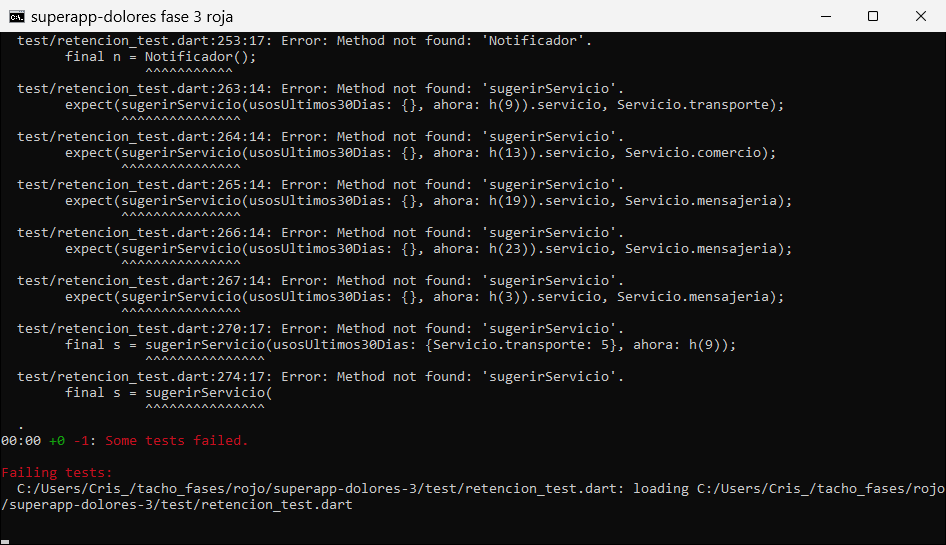 superapp-dolores fase 3 roja
test/retencion_test.dart:253:17: Error: Method not found: 'Notificador'.
final n = Notificador();
^^^^^^^^^^^
test/retencion_test.dart:263:14: Error: Method not found: 'sugerirServicio'.
expect(sugerirServicio(usosUltimos30Dias: {}, ahora: h(9)).servicio, Servicio.transporte);
^^^^^^^^^^^^^^^
test/retencion_test.dart:264:14: Error: Method not found: 'sugerirServicio'.
expect(sugerirServicio(usosUltimos30Dias: {}, ahora: h(13)).servicio, Servicio.comercio);
^^^^^^^^^^^^^^^
test/retencion_test.dart:265:14: Error: Method not found: 'sugerirServicio'.
expect(sugerirServicio(usosUltimos30Dias: {}, ahora: h(19)).servicio, Servicio.mensajeria);
^^^^^^^^^^^^^^^
test/retencion_test.dart:266:14: Error: Method not found: 'sugerirServicio'.
expect(sugerirServicio(usosUltimos30Dias: {}, ahora: h(23)).servicio, Servicio.mensajeria);
^^^^^^^^^^^^^^^
test/retencion_test.dart:267:14: Error: Method not found: 'sugerirServicio'.
expect(sugerirServicio(usosUltimos30Dias: {}, ahora: h(3)).servicio, Servicio.mensajeria);
^^^^^^^^^^^^^^^
test/retencion_test.dart:270:17: Error: Method not found: 'sugerirServicio'.
final s = sugerirServicio(usosUltimos30Dias: {Servicio.transporte: 5}, ahora: h(9));
^^^^^^^^^^^^^^^
test/retencion_test.dart:274:17: Error: Method not found: 'sugerirServicio'.
final s = sugerirServicio(
^^^^^^^^^^^^^^^
.
00:00 +0 -1: Some tests failed.
Failing tests:
C:/Users/Cris_/tacho_fases/rojo/superapp-dolores-3/test/retencion_test.dart: loading C:/Users/Cris_/tacho_fases/rojo
/superapp-dolores-3/test/retencion_test.dart